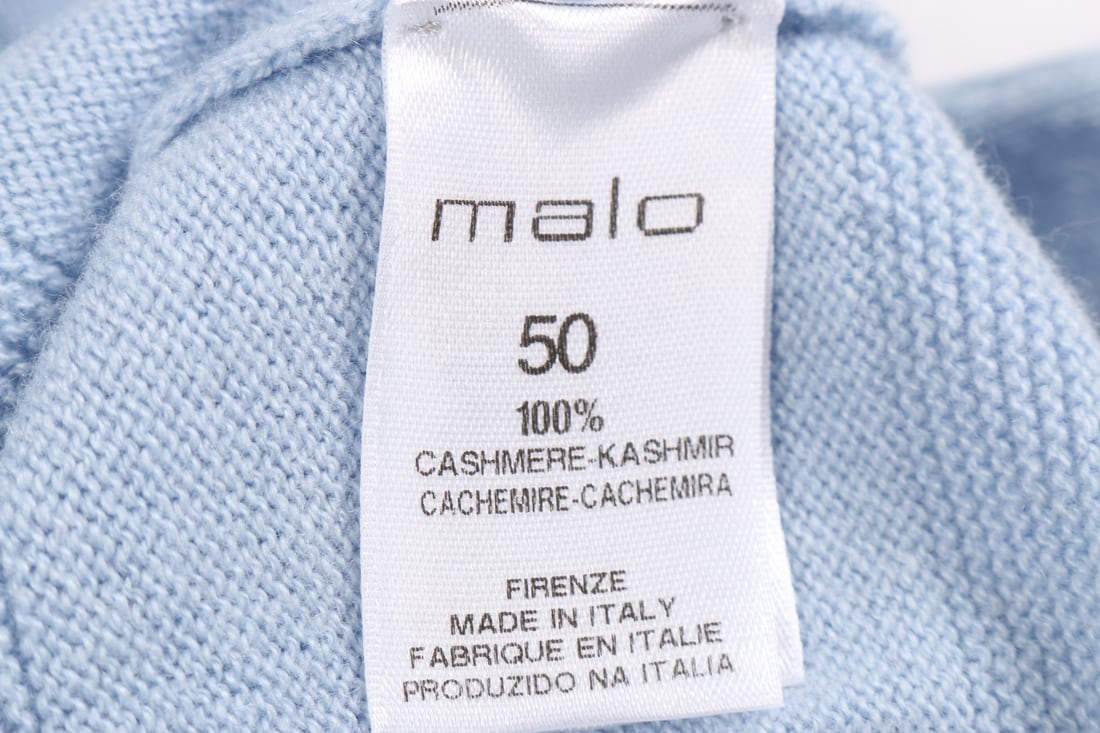 malo
50
100%
CASHMERE-KASHMIR
CACHEMIRE-CACHEMIRA
FIRENZE
MADE IN ITALY
FABRIQUE EN ITALIE
PRODUZIDO NA ITALIA